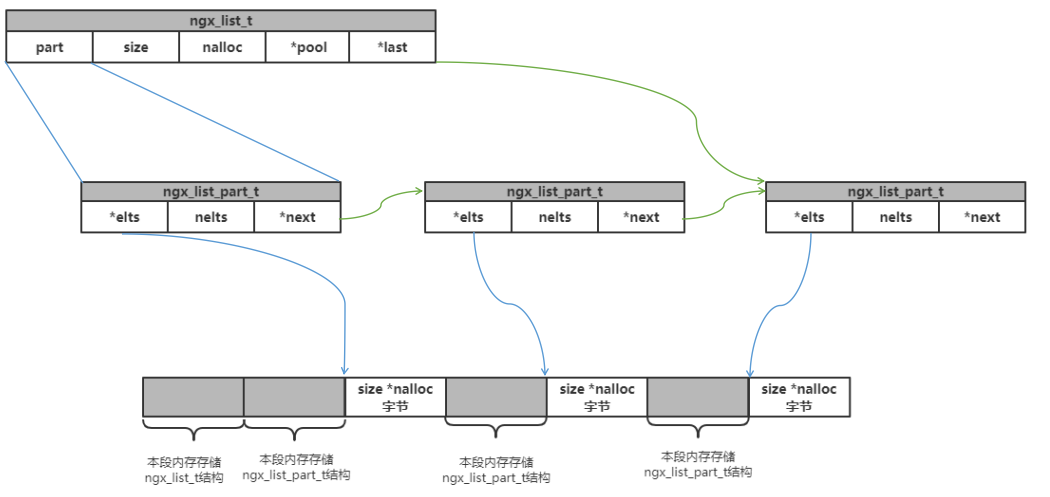 ngx_list_t
part size nalloc *pool *last
ngx_list_part_t ngx_list_part_t ngx_list_part_t
*elts nelts *next *elts nelts *next *elts nelts *next
size *nalloc size *nalloc size *nalloc
字节 字节 字节
本段内存存储 本段内存存储 本段内存存储 本段内存存储
ngx_list_t结构 ngx_list_part_t结构 ngx_list_part_t结构 ngx_list_part_t结构